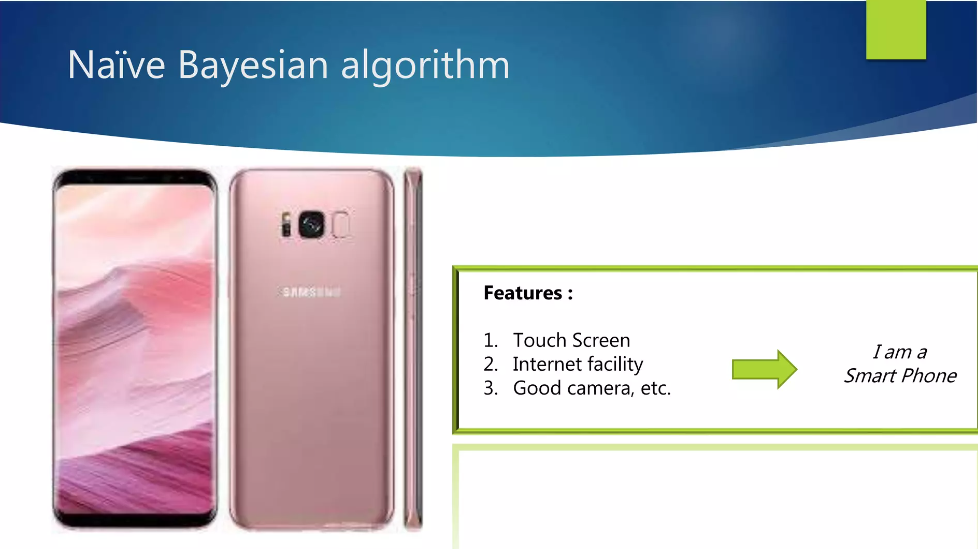 Naïve Bayesian algorithm
SAMSUNG
Features :
1. Touch Screen
2. Internet facility
3. Good camera, etc.
I am a
Smart Phone